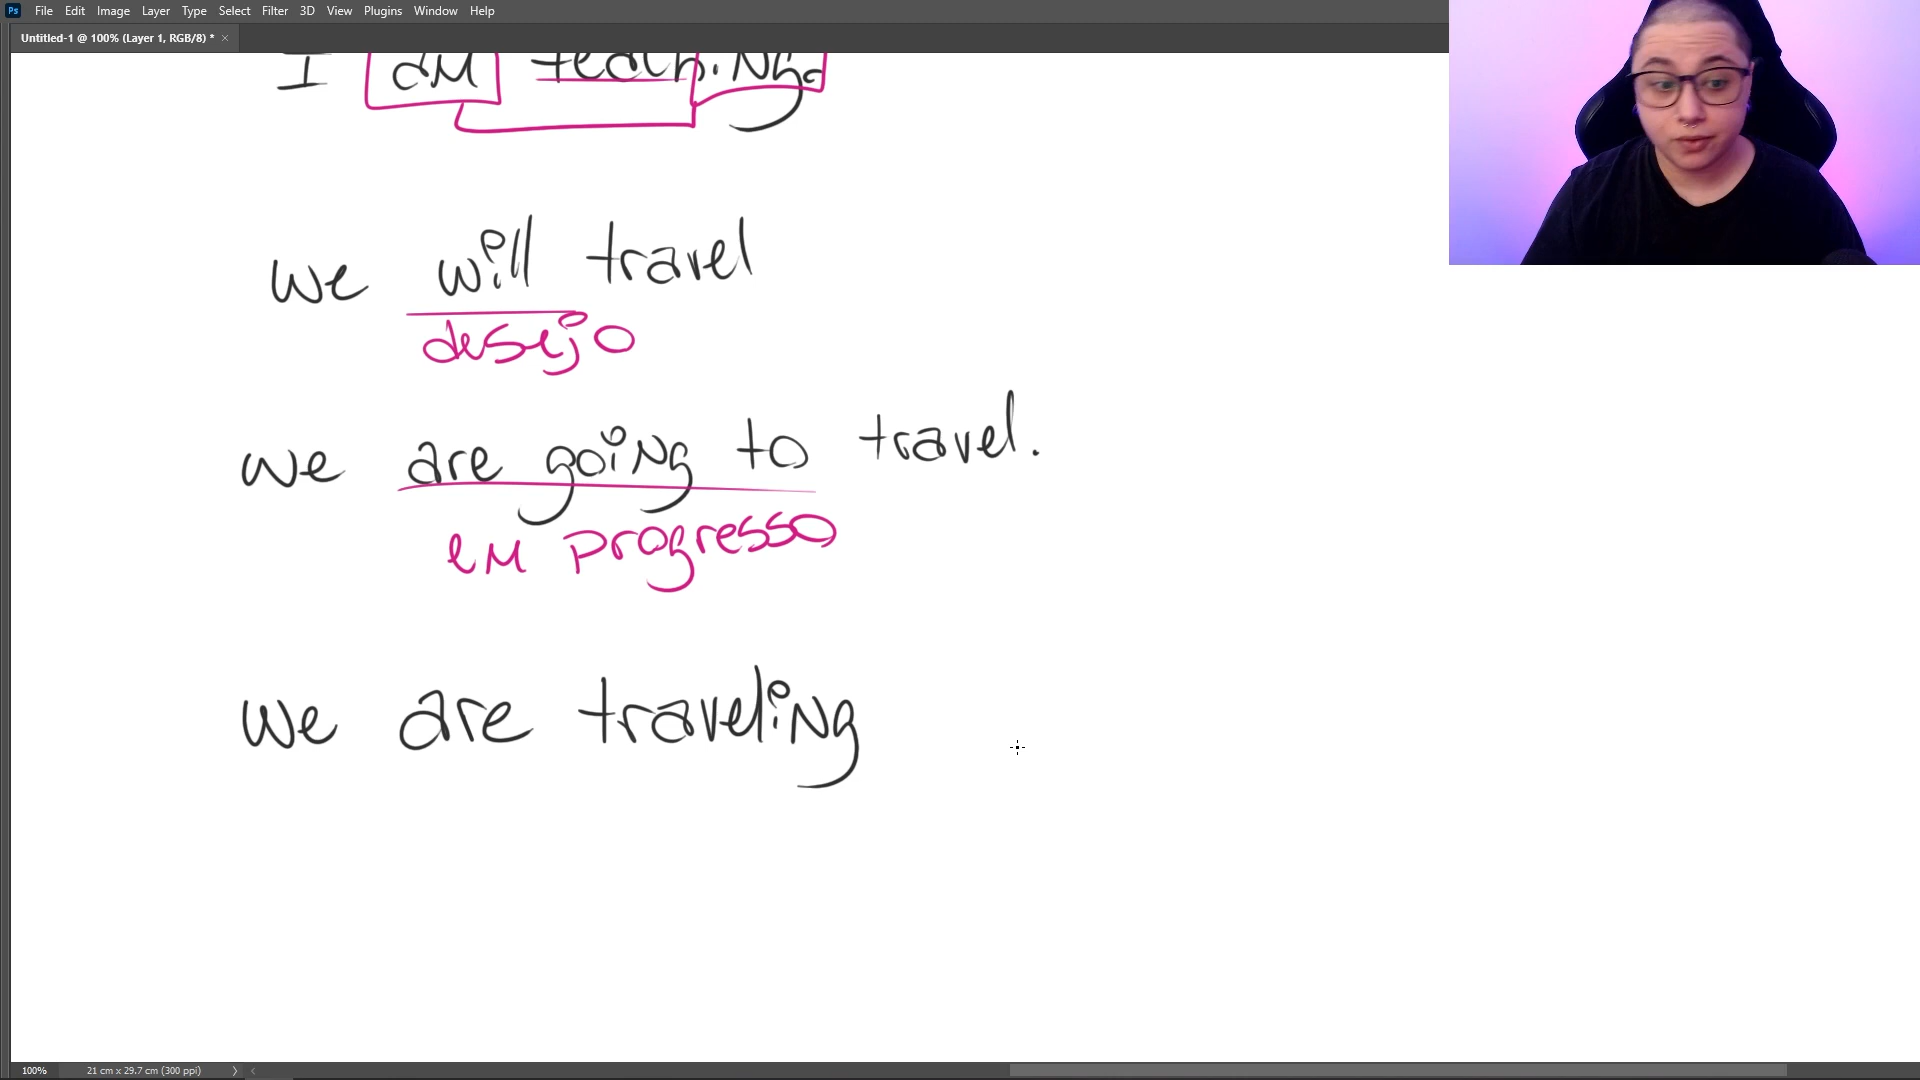 Ps File Edit Image Layer Type Select Filter 3D View Plugins Window Help
Untitled-1 @ 100% (Layer 1, RGB/8) * ×
I am teaching
we will travel
desejo
we are going to travel.
em progresso
we are traveling
100% 21 cm x 29.7 cm (300 ppi)